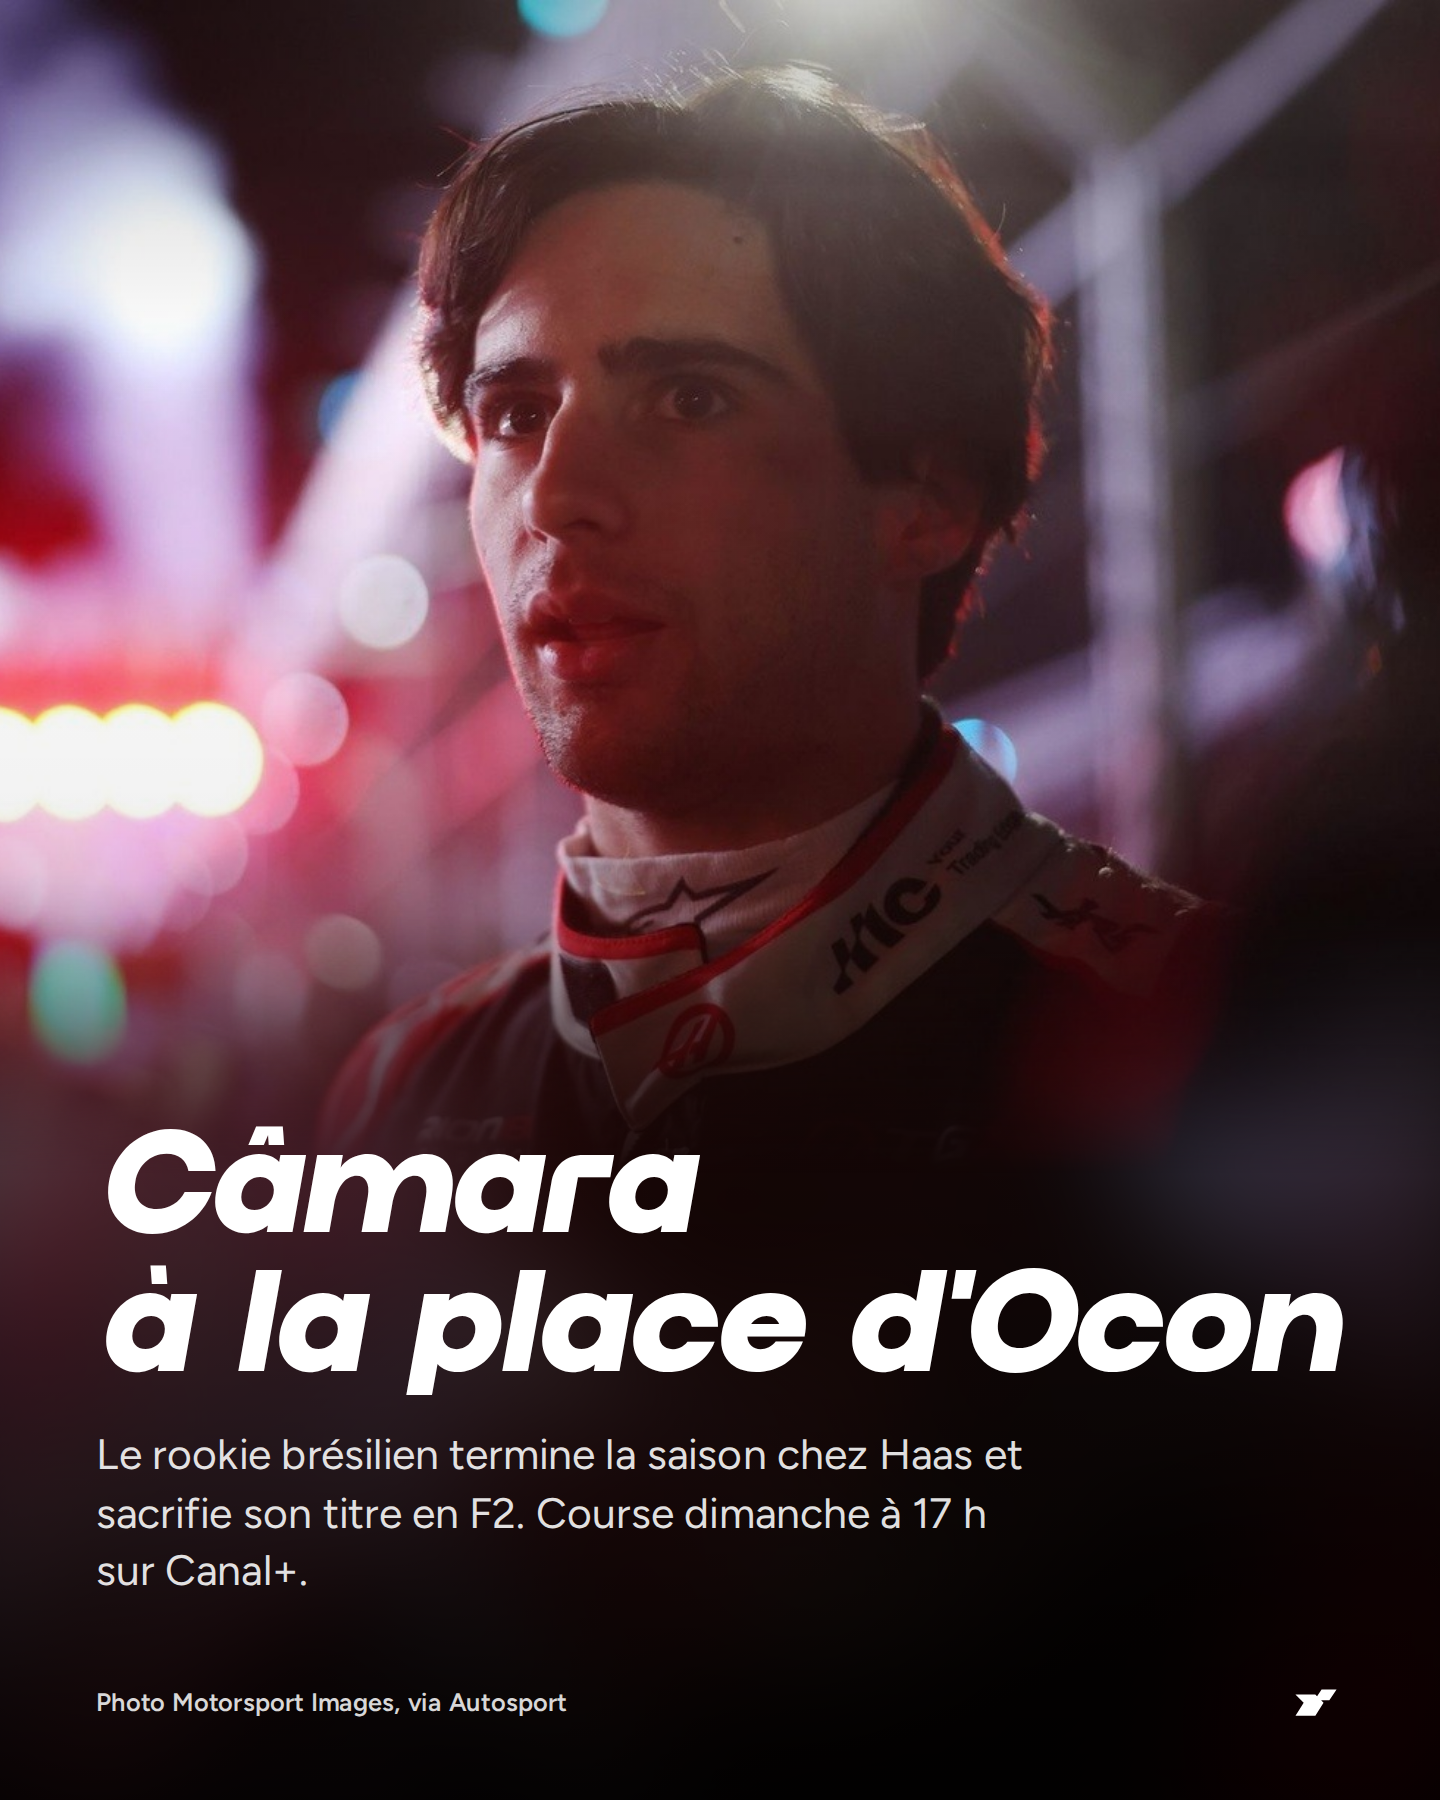 HC
Câmara
à la place d'Ocon
Le rookie brésilien termine la saison chez Haas et
sacrifie son titre en F2. Course dimanche à 17 h
sur Canal+.
Photo Motorsport Images, via Autosport